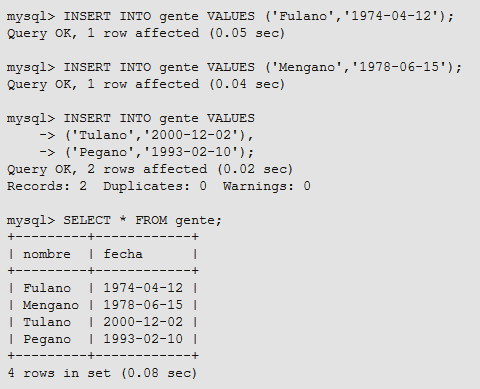 mysql> INSERT INTO gente VALUES ('Fulano','1974-04-12');
Query OK, 1 row affected (0.05 sec)

mysql> INSERT INTO gente VALUES ('Mengano','1978-06-15');
Query OK, 1 row affected (0.04 sec)

mysql> INSERT INTO gente VALUES
    -> ('Tulano','2000-12-02'),
    -> ('Pegano','1993-02-10');
Query OK, 2 rows affected (0.02 sec)
Records: 2  Duplicates: 0  Warnings: 0

mysql> SELECT * FROM gente;
+---------+------------+
| nombre  | fecha      |
+---------+------------+
| Fulano  | 1974-04-12 |
| Mengano | 1978-06-15 |
| Tulano  | 2000-12-02 |
| Pegano  | 1993-02-10 |
+---------+------------+
4 rows in set (0.08 sec)